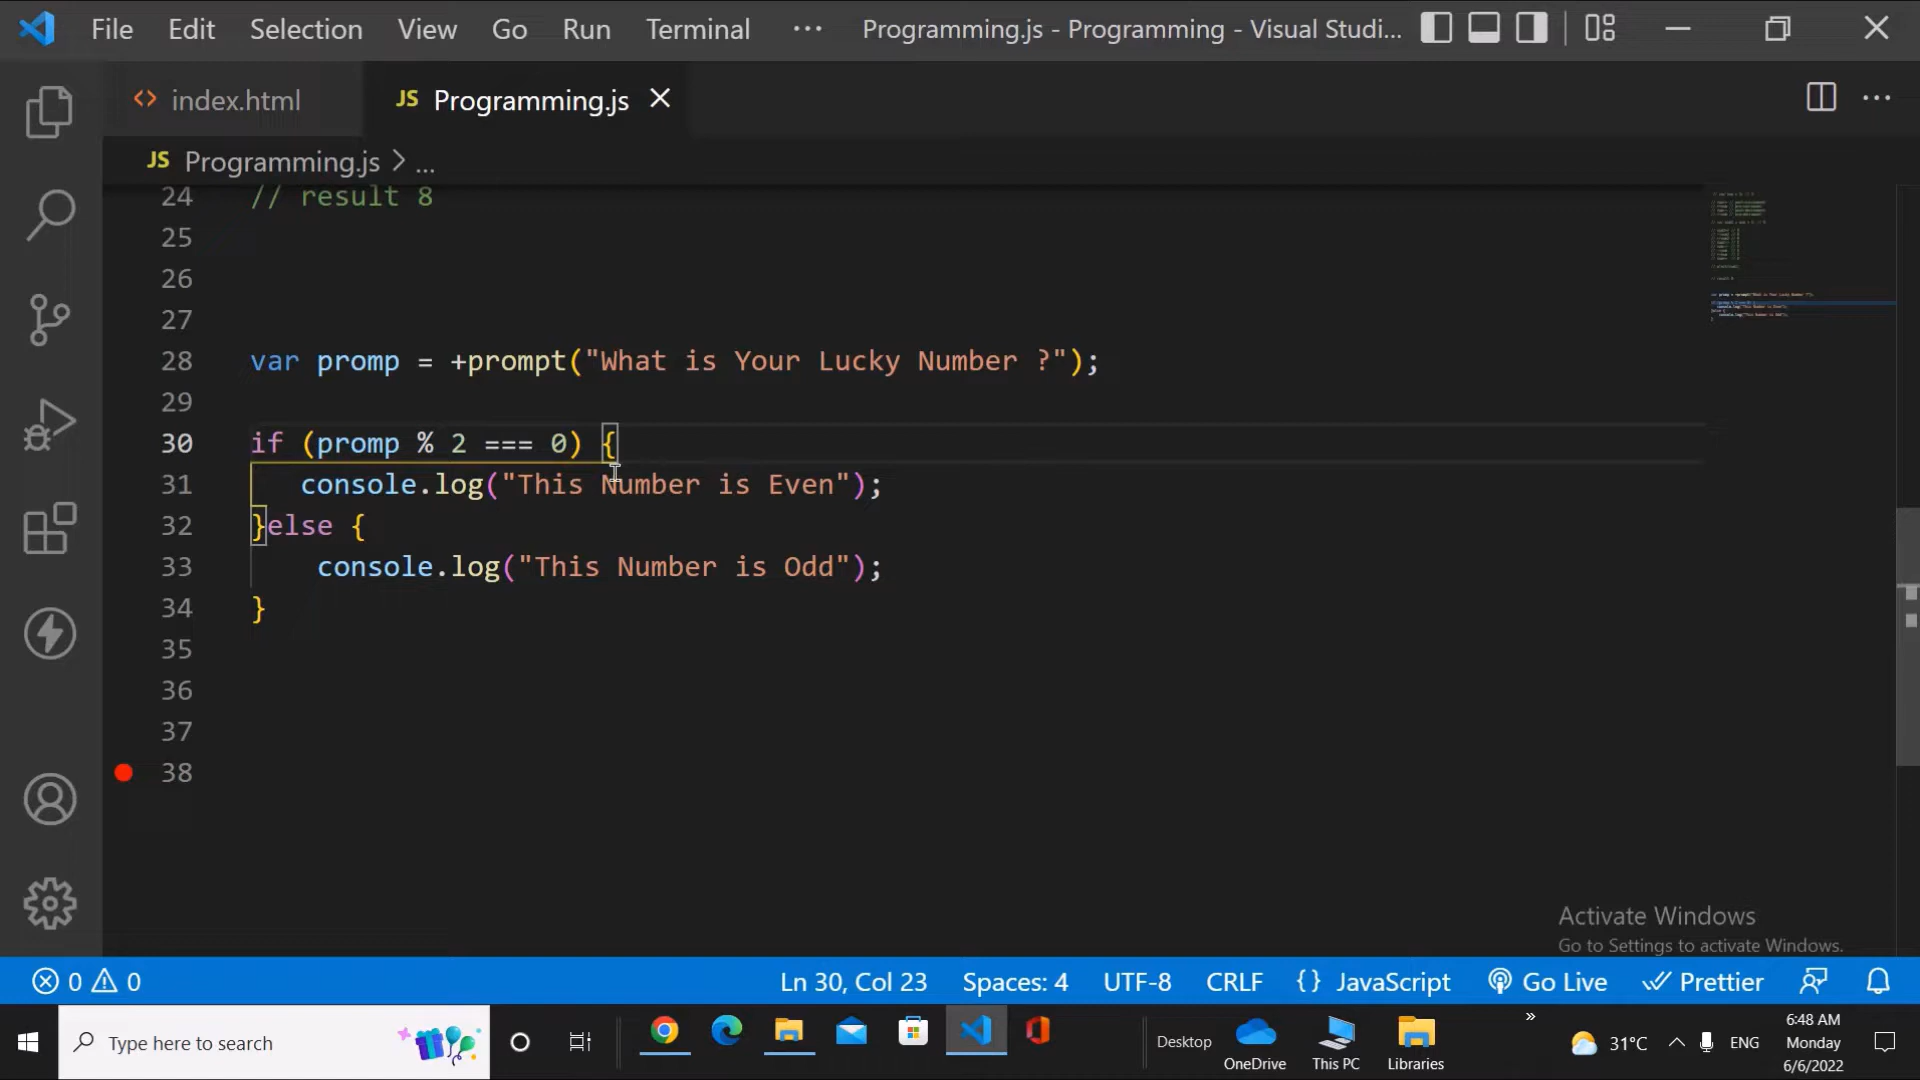 File Edit Selection View Go Run Terminal ··· Programming.js - Programming - Visual Studi...
<> index.html JS Programming.js
JS Programming.js > ...
24 // result 8
25
26
27
28 var promp = +prompt("What is Your Lucky Number ?");
29
30 if (promp % 2 === 0) {
31 console.log("This Number is Even");
32 }else {
33 console.log("This Number is Odd");
34 }
35
36
37
38
Activate Windows
Go to Settings to activate Windows.
0 0 Ln 30, Col 23 Spaces: 4 UTF-8 CRLF {} JavaScript Go Live Prettier
Type here to search Desktop OneDrive This PC Libraries » 31°C ENG
6:48 AM
Monday
6/6/2022